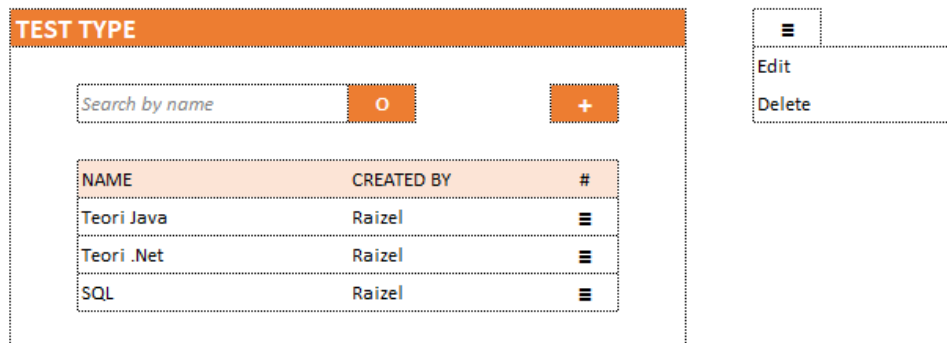 TEST TYPE
Search by name O +
NAME CREATED BY #
Teori Java Raizel ≡
Teori .Net Raizel ≡
SQL Raizel ≡
≡
Edit
Delete